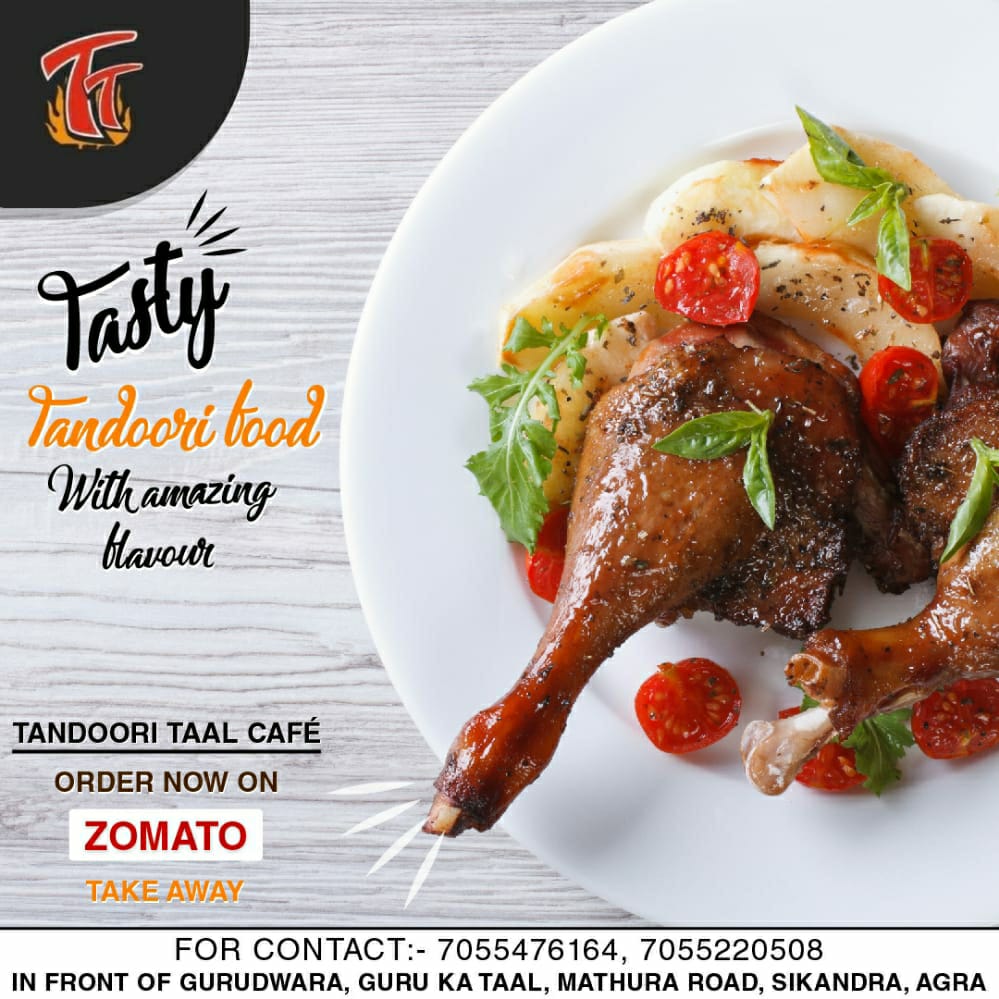 TT
Tasty
Tandoori food
With amazing
flavour
TANDOORI TAAL CAFÉ
ORDER NOW ON
ZOMATO
TAKE AWAY
FOR CONTACT:- 7055476164, 7055220508
IN FRONT OF GURUDWARA, GURU KA TAAL, MATHURA ROAD, SIKANDRA, AGRA